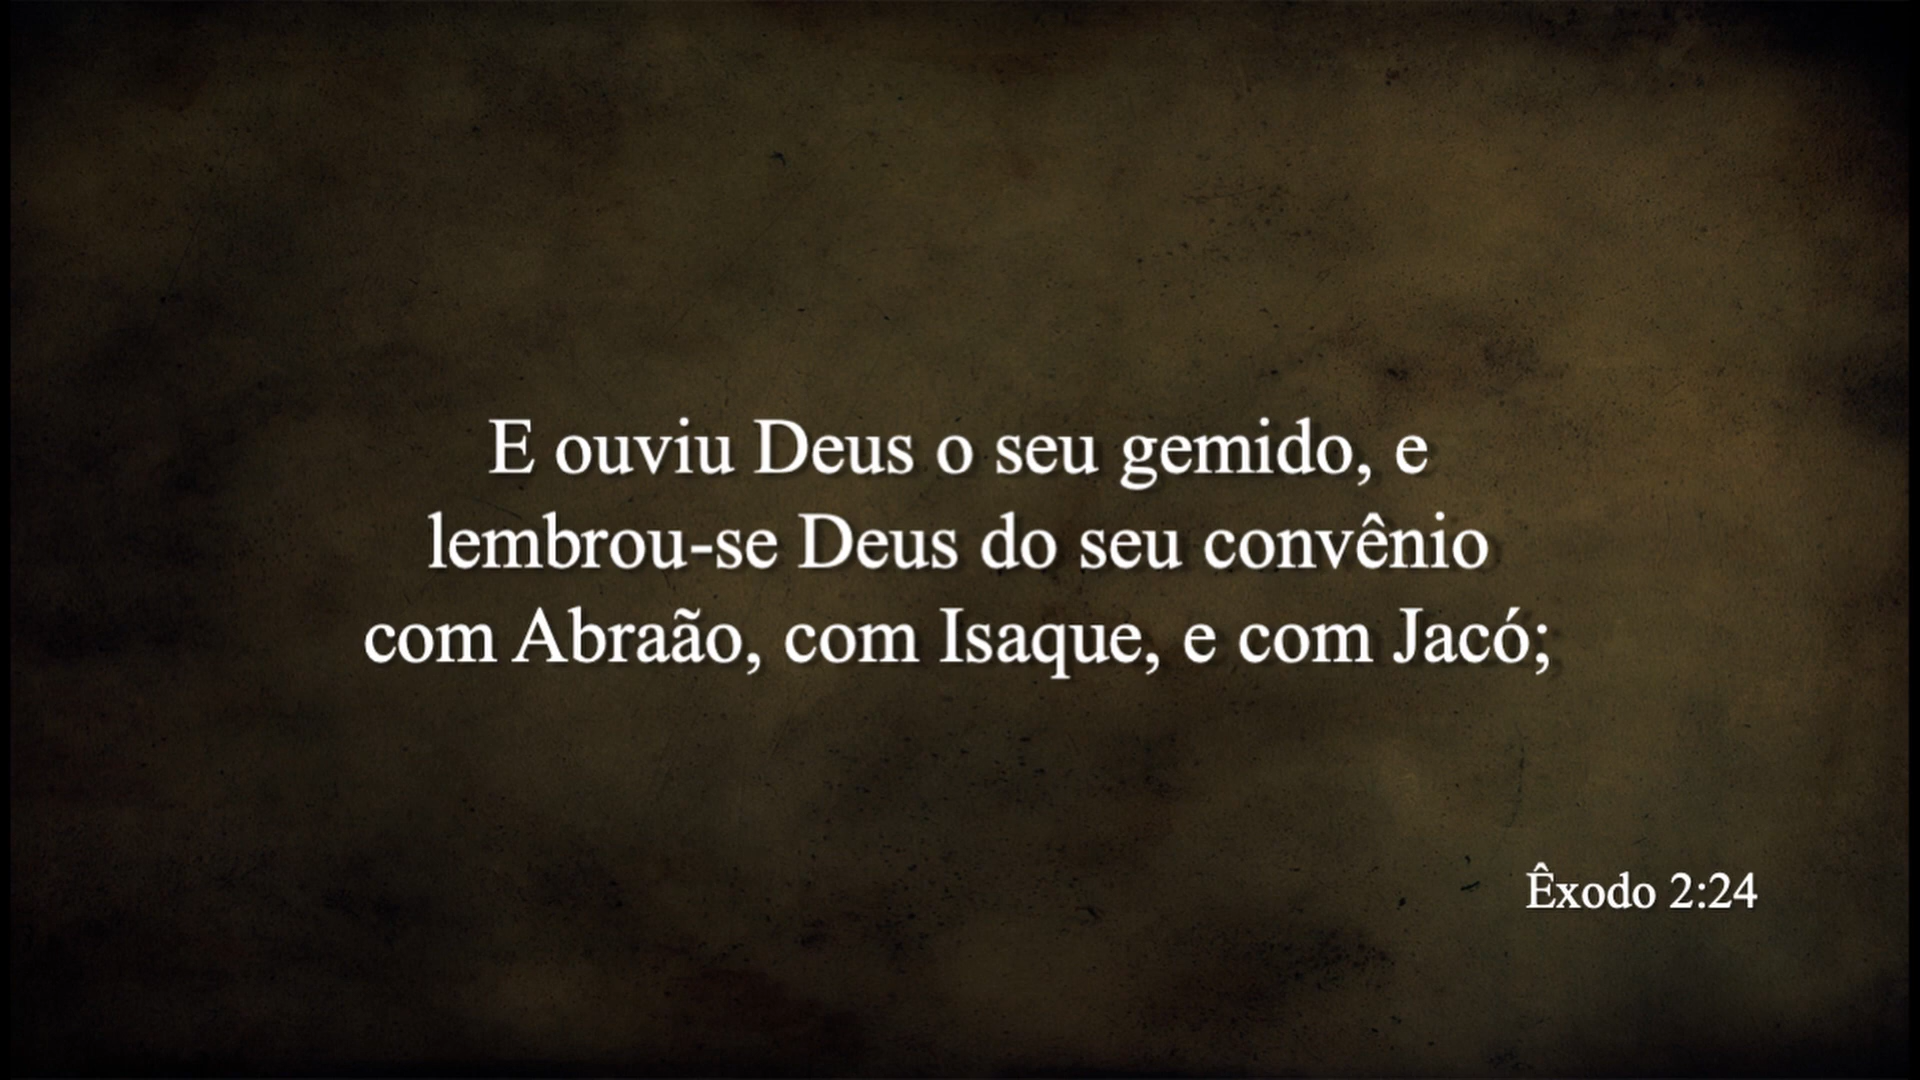 E ouviu Deus o seu gemido, e
lembrou-se Deus do seu convênio
com Abraão, com Isaque, e com Jacó;
Êxodo 2:24